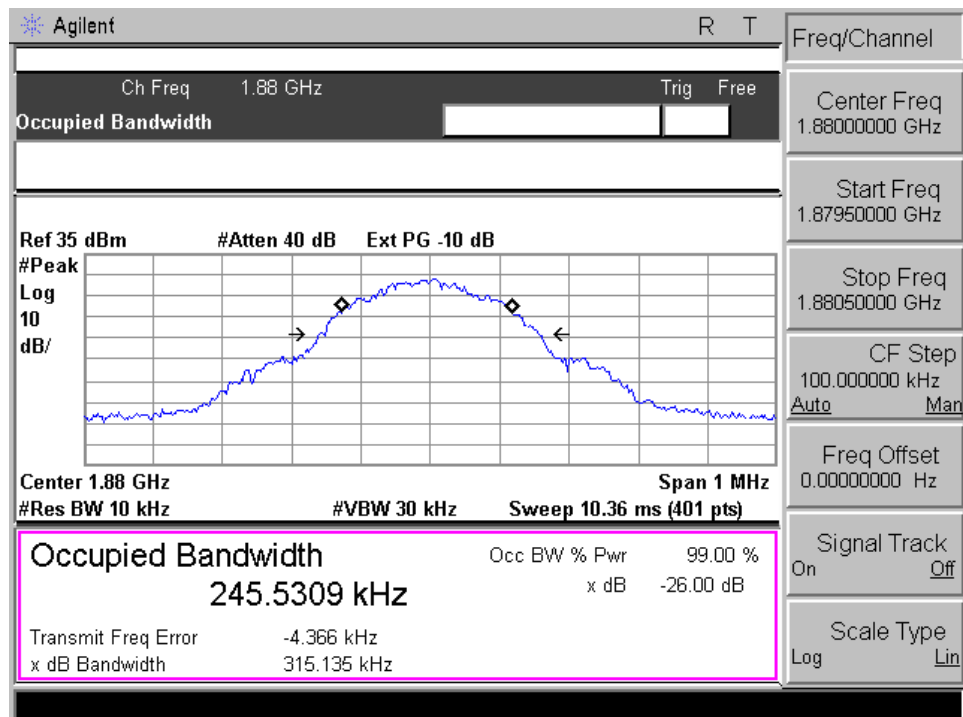 Agilent R T
Ch Freq 1.88 GHz Trig Free
Occupied Bandwidth
Ref 35 dBm #Atten 40 dB Ext PG -10 dB
#Peak
Log
10
dB/
Center 1.88 GHz Span 1 MHz
#Res BW 10 kHz #VBW 30 kHz Sweep 10.36 ms (401 pts)
Occupied Bandwidth Occ BW % Pwr 99.00 %
245.5309 kHz x dB -26.00 dB
Transmit Freq Error -4.366 kHz
x dB Bandwidth 315.135 kHz
Freq/Channel
Center Freq
1.88000000 GHz
Start Freq
1.87950000 GHz
Stop Freq
1.88050000 GHz
CF Step
100.000000 kHz
Auto Man
Freq Offset
0.00000000 Hz
Signal Track
On Off
Scale Type
Log Lin